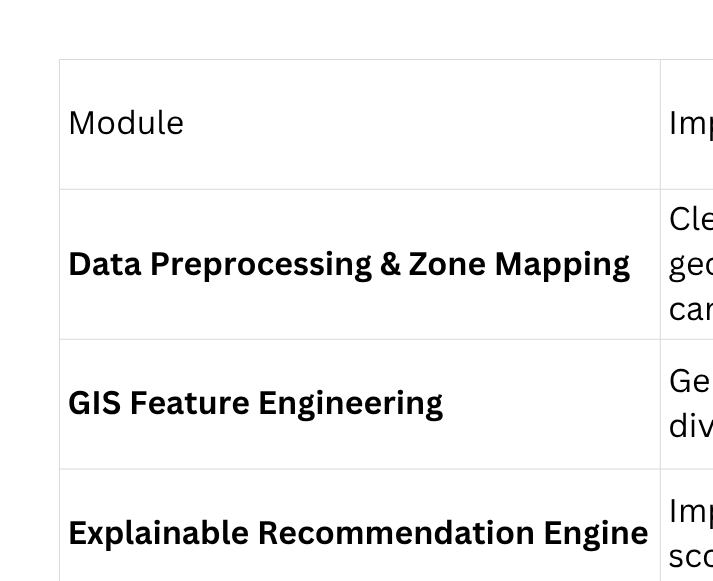 Module
Data Preprocessing & Zone Mapping
GIS Feature Engineering
Explainable Recommendation Engine